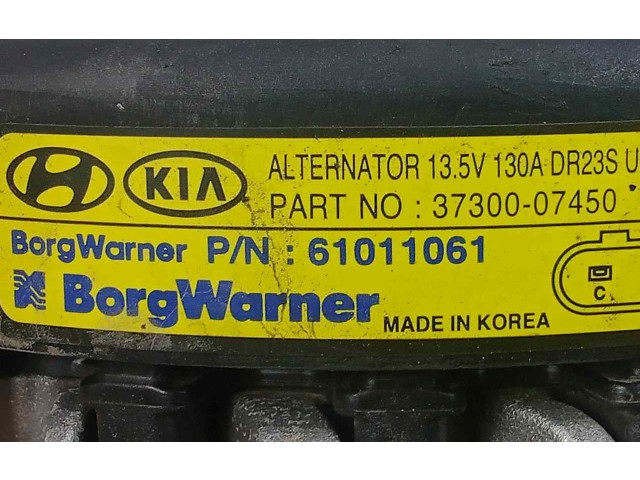 KIA
ALTERNATOR 13.5V 130A DR23S U
PART NO : 37300-07450
BorgWarner P/N : 61011061
BorgWarner
MADE IN KOREA
C